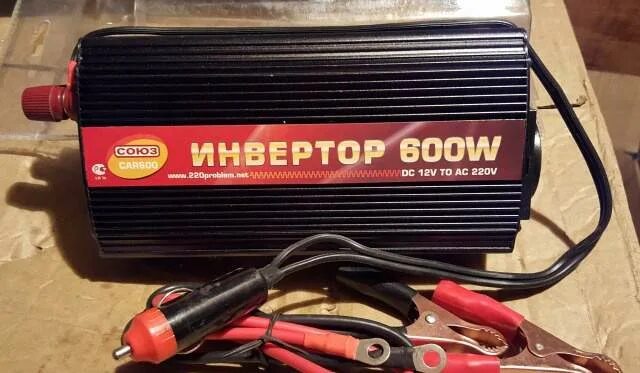 СОЮЗ
CAR600
ИНВЕРТОР 600W
www.220problem.net
DC 12V TO AC 220V